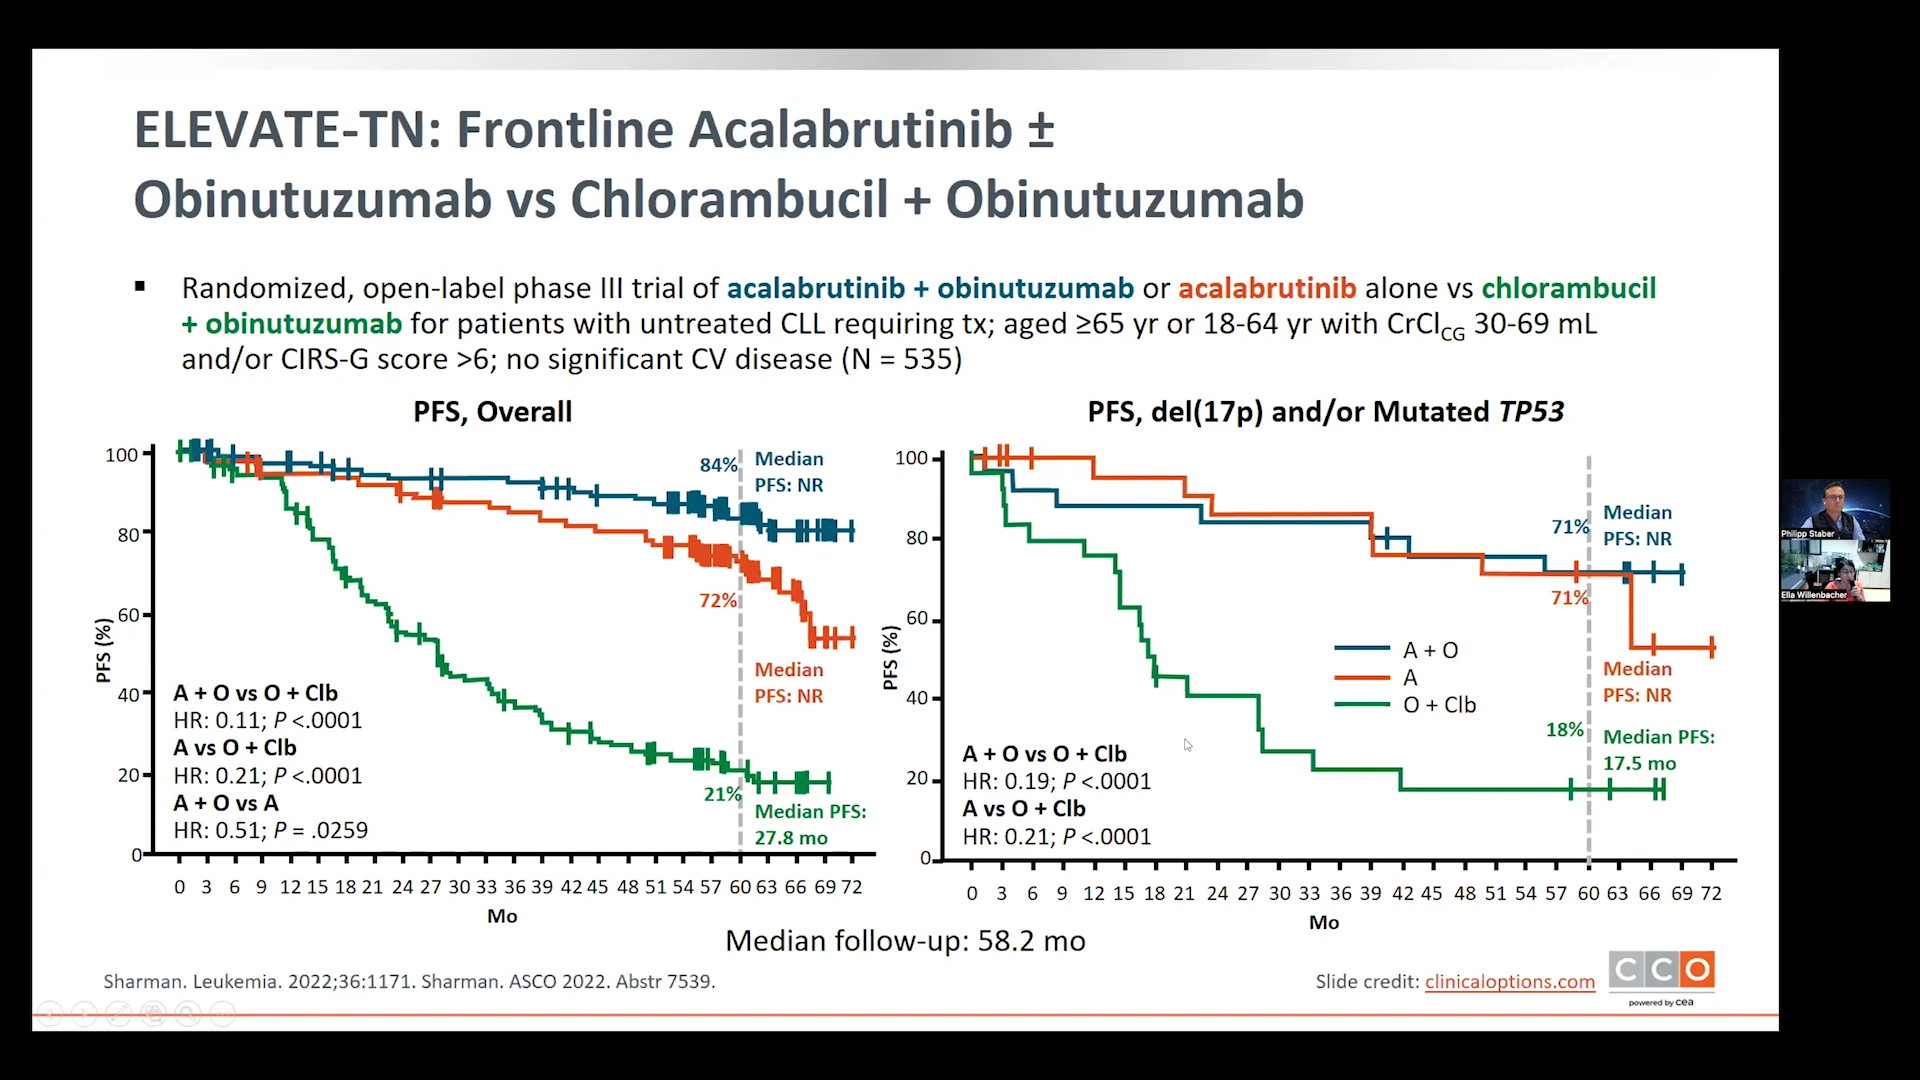 ELEVATE-TN: Frontline Acalabrutinib ±
Obinutuzumab vs Chlorambucil + Obinutuzumab
▪ Randomized, open-label phase III trial of acalabrutinib + obinutuzumab or acalabrutinib alone vs chlorambucil
+ obinutuzumab for patients with untreated CLL requiring tx; aged ≥65 yr or 18-64 yr with CrClCG 30-69 mL
and/or CIRS-G score >6; no significant CV disease (N = 535)
PFS, Overall
100
80
60
40
20
0
PFS (%)
84%
Median
PFS: NR
72%
Median
PFS: NR
21%
Median PFS:
27.8 mo
A + O vs O + Clb
HR: 0.11; P <.0001
A vs O + Clb
HR: 0.21; P <.0001
A + O vs A
HR: 0.51; P = .0259
0 3 6 9 12 15 18 21 24 27 30 33 36 39 42 45 48 51 54 57 60 63 66 69 72
Mo
PFS, del(17p) and/or Mutated TP53
100
80
60
40
20
0
PFS (%)
71%
Median
PFS: NR
71%
A + O
A
O + Clb
Median
PFS: NR
18%
Median PFS:
17.5 mo
A + O vs O + Clb
HR: 0.19; P <.0001
A vs O + Clb
HR: 0.21; P <.0001
0 3 6 9 12 15 18 21 24 27 30 33 36 39 42 45 48 51 54 57 60 63 66 69 72
Mo
Median follow-up: 58.2 mo
Sharman. Leukemia. 2022;36:1171. Sharman. ASCO 2022. Abstr 7539.
Slide credit: clinicaloptions.com
CCO
powered by cea
Philipp Staber
Ella Willenbacher